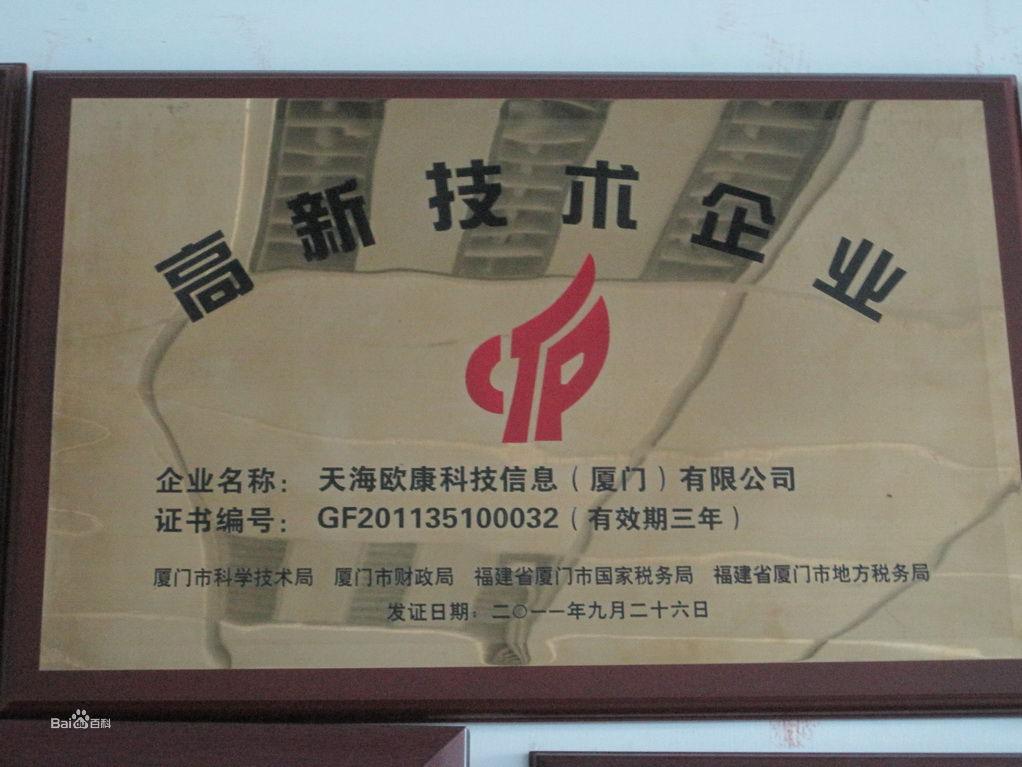 高新技术企业
CTP
企业名称：天海欧康科技信息（厦门）有限公司
证书编号：GF201135100032（有效期三年）
厦门市科学技术局 厦门市财政局 福建省厦门市国家税务局 福建省厦门市地方税务局
发证日期：二〇一一年九月二十六日
Bai百科